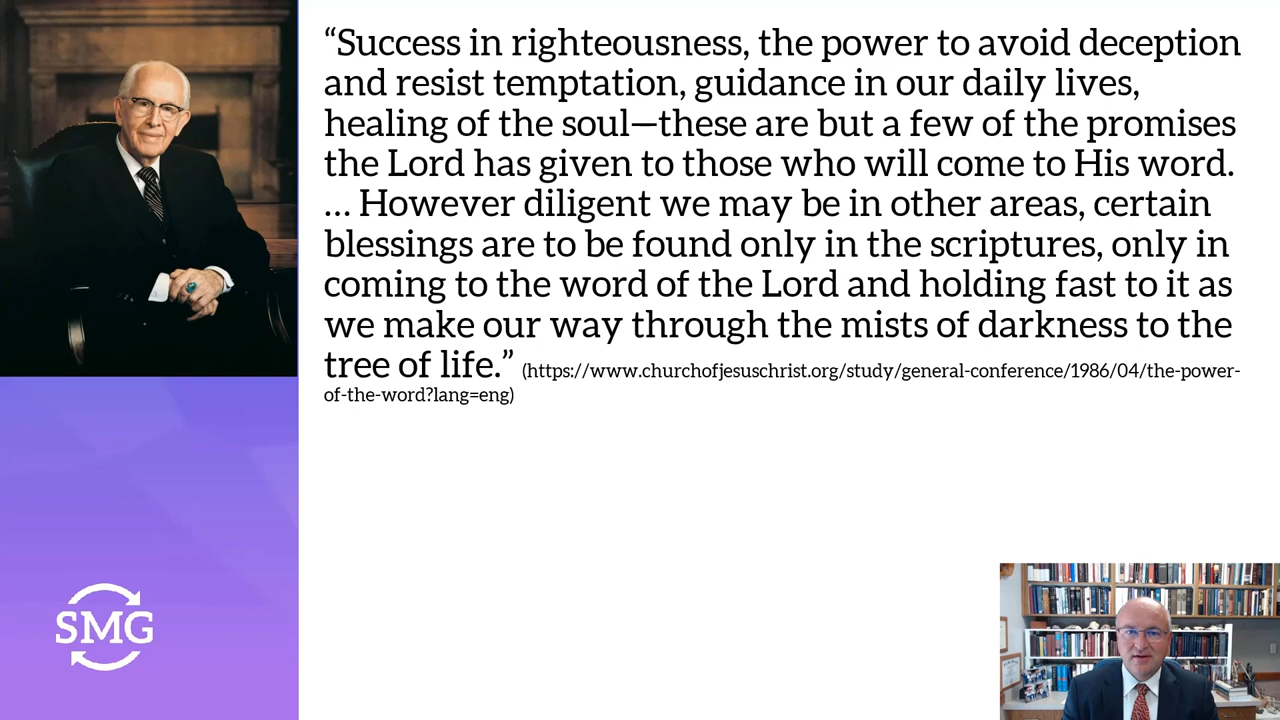 “Success in righteousness, the power to avoid deception
and resist temptation, guidance in our daily lives,
healing of the soul—these are but a few of the promises
the Lord has given to those who will come to His word.
… However diligent we may be in other areas, certain
blessings are to be found only in the scriptures, only in
coming to the word of the Lord and holding fast to it as
we make our way through the mists of darkness to the
tree of life.” (https://www.churchofjesuschrist.org/study/general-conference/1986/04/the-power-
of-the-word?lang=eng)
SMG